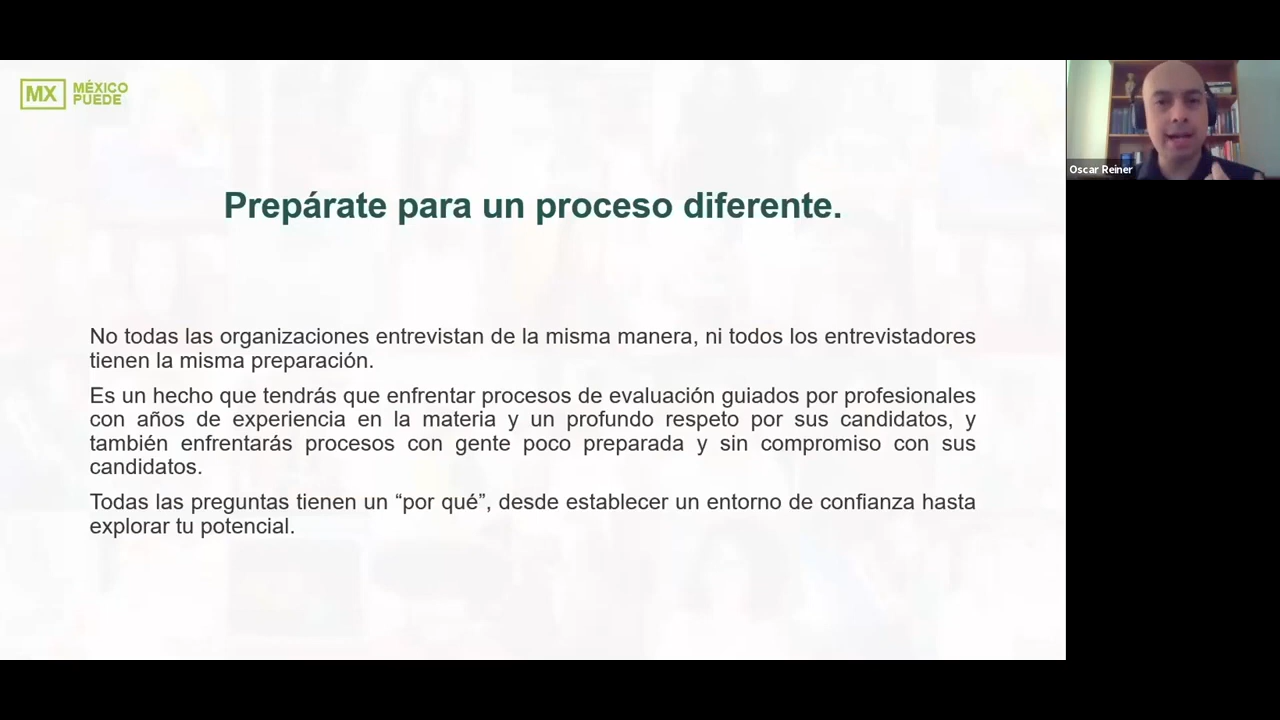 MX MÉXICO
PUEDE
Oscar Reiner
Prepárate para un proceso diferente.
No todas las organizaciones entrevistan de la misma manera, ni todos los entrevistadores
tienen la misma preparación.
Es un hecho que tendrás que enfrentar procesos de evaluación guiados por profesionales
con años de experiencia en la materia y un profundo respeto por sus candidatos, y
también enfrentarás procesos con gente poco preparada y sin compromiso con sus
candidatos.
Todas las preguntas tienen un “por qué”, desde establecer un entorno de confianza hasta
explorar tu potencial.